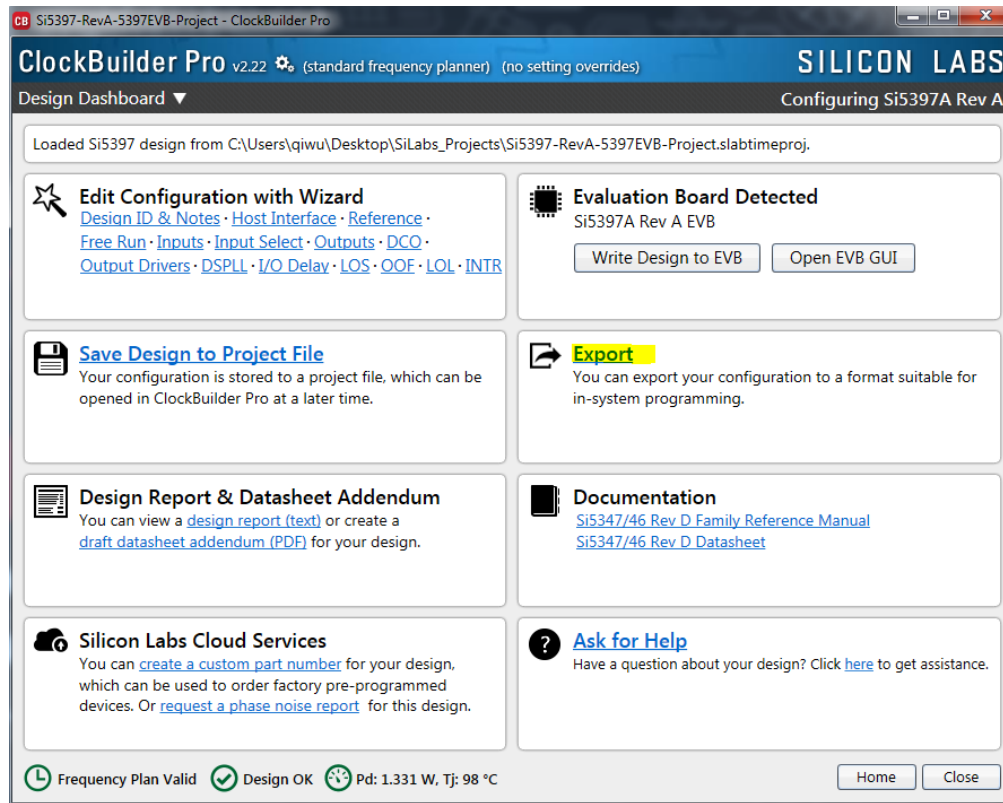 CB Si5397-RevA-5397EVB-Project - ClockBuilder Pro
ClockBuilder Pro v2.22 (standard frequency planner) (no setting overrides) SILICON LABS
Design Dashboard ▼ Configuring Si5397A Rev A
Loaded Si5397 design from C:\Users\qiwu\Desktop\SiLabs_Projects\Si5397-RevA-5397EVB-Project.slabtimeproj.
Edit Configuration with Wizard
Design ID & Notes · Host Interface · Reference ·
Free Run · Inputs · Input Select · Outputs · DCO ·
Output Drivers · DSPLL · I/O Delay · LOS · OOF · LOL · INTR
Evaluation Board Detected
Si5397A Rev A EVB
Write Design to EVB Open EVB GUI
Save Design to Project File
Your configuration is stored to a project file, which can be
opened in ClockBuilder Pro at a later time.
Export
You can export your configuration to a format suitable for
in-system programming.
Design Report & Datasheet Addendum
You can view a design report (text) or create a
draft datasheet addendum (PDF) for your design.
Documentation
Si5347/46 Rev D Family Reference Manual
Si5347/46 Rev D Datasheet
Silicon Labs Cloud Services
You can create a custom part number for your design,
which can be used to order factory pre-programmed
devices. Or request a phase noise report for this design.
Ask for Help
Have a question about your design? Click here to get assistance.
Frequency Plan Valid Design OK Pd: 1.331 W, Tj: 98 °C Home Close